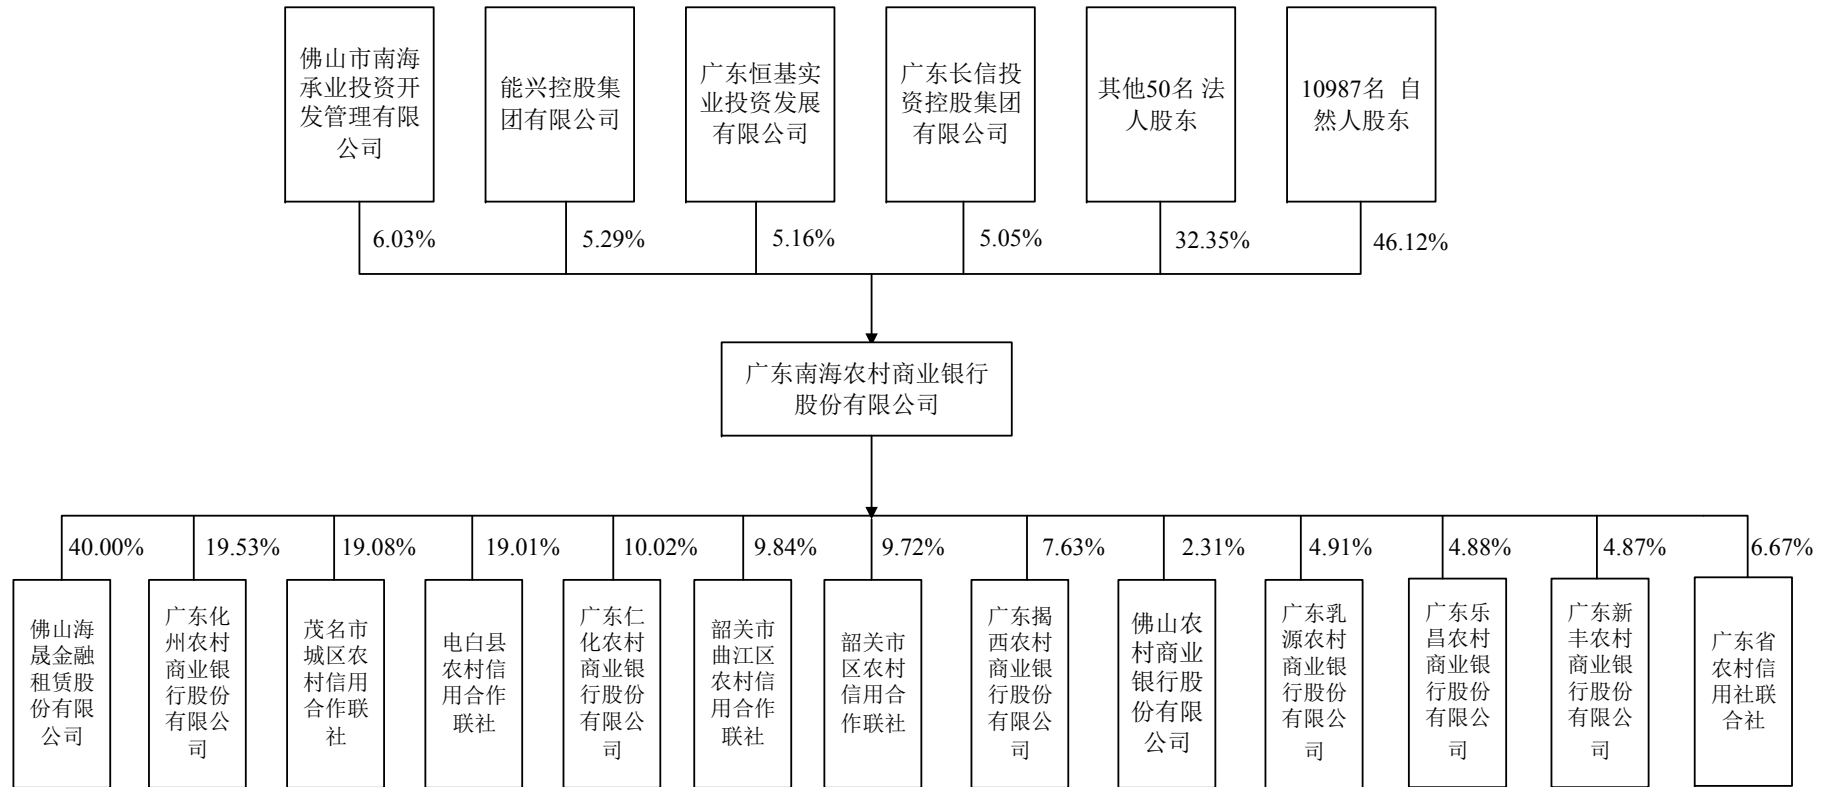 佛山市南海
承业投资开
发管理有限
公司
能兴控股集
团有限公司
广东恒基实
业投资发展
有限公司
广东长信投
资控股集团
有限公司
其他50名 法
人股东
10987名 自
然人股东
6.03%
5.29%
5.16%
5.05%
32.35%
46.12%
广东南海农村商业银行
股份有限公司
40.00%
19.53%
19.08%
19.01%
10.02%
9.84%
9.72%
7.63%
2.31%
4.91%
4.88%
4.87%
6.67%
佛山海
晟金融
租赁股
份有限
公司
广东化
州农村
商业银
行股份
有限公
司
茂名市
城区农
村信用
合作联
社
电白县
农村信
用合作
联社
广东仁
化农村
商业银
行股份
有限公
司
韶关市
曲江区
农村信
用合作
联社
韶关市
区农村
信用合
作联社
广东揭
西农村
商业银
行股份
有限公
司
佛山农
村商业
银行股
份有限
公司
广东乳
源农村
商业银
行股份
有限公
司
广东乐
昌农村
商业银
行股份
有限公
司
广东新
丰农村
商业银
行股份
有限公
司
广东省
农村信
用社联
合社